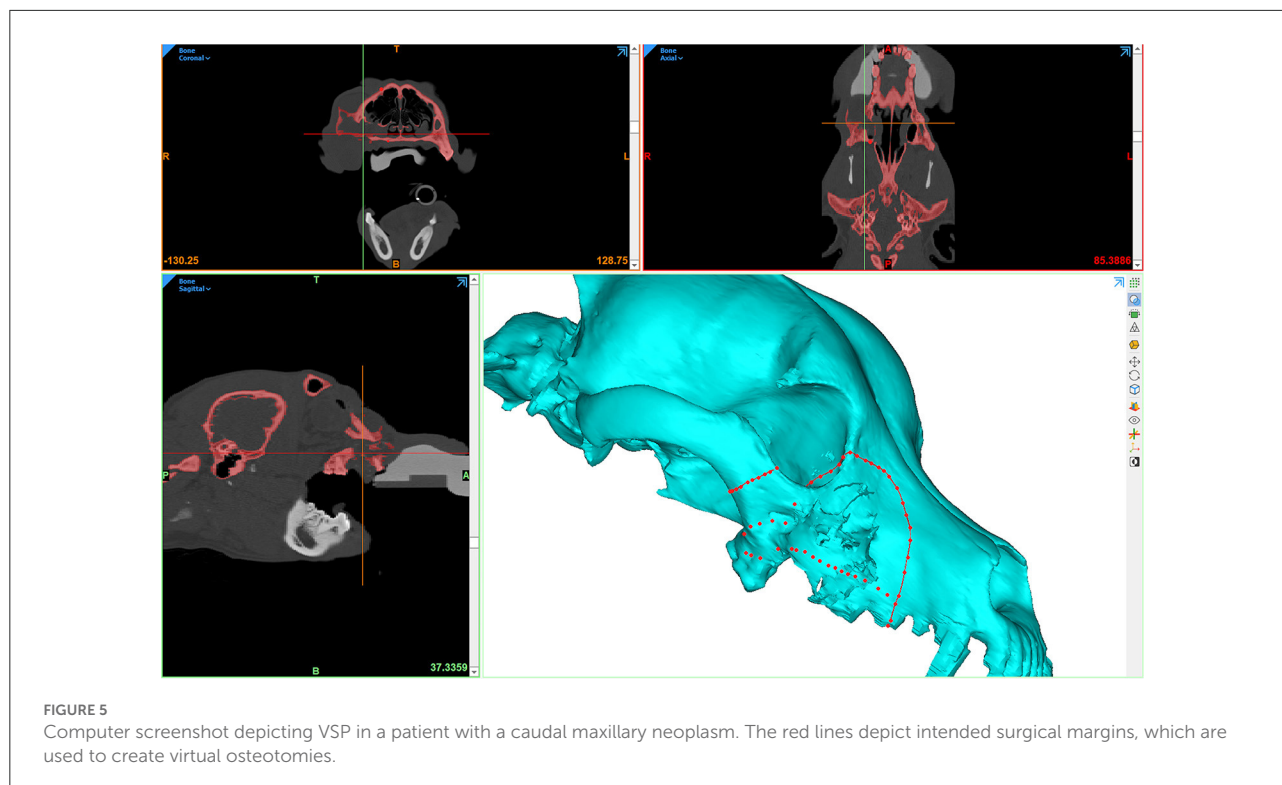 Bone
Coronal
T
R
L
-130.25
B
128.75
Bone
Axial
A
R
L
P
85.3886
Bone
Sagittal
T
P
A
B
37.3359
FIGURE 5
Computer screenshot depicting VSP in a patient with a caudal maxillary neoplasm. The red lines depict intended surgical margins, which are
used to create virtual osteotomies.